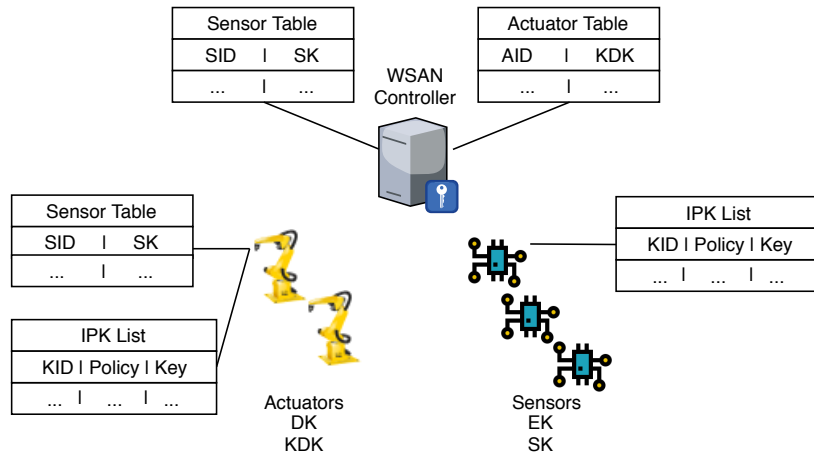 Sensor Table
SID | SK
... | ...
Actuator Table
AID | KDK
... | ...
WSAN
Controller
Sensor Table
SID | SK
... | ...
IPK List
KID | Policy | Key
... | ... | ...
IPK List
KID | Policy | Key
... | ... | ...
Actuators
DK
KDK
Sensors
EK
SK